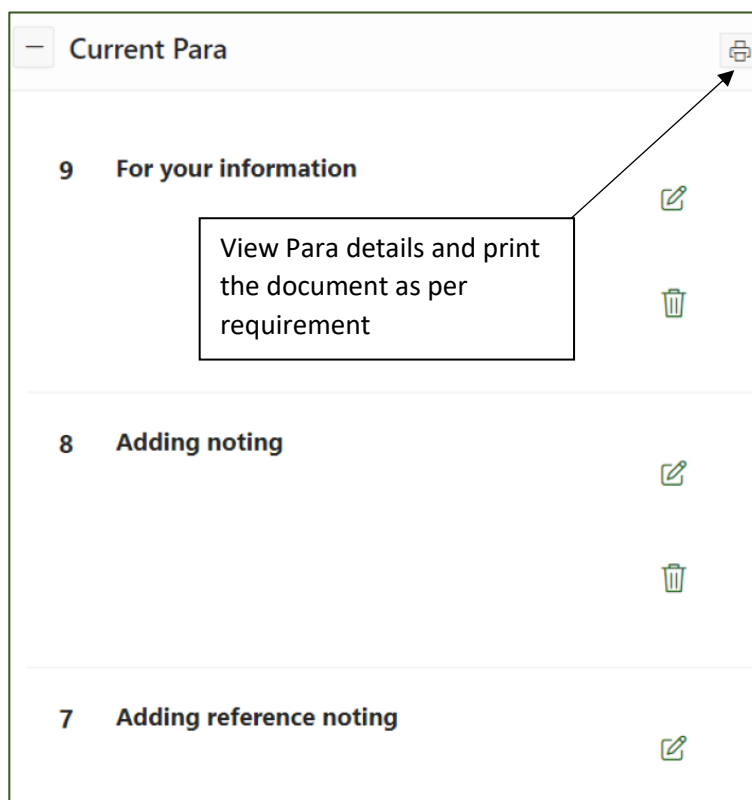 Current Para
9 For your information
View Para details and print
the document as per
requirement
8 Adding noting
7 Adding reference noting